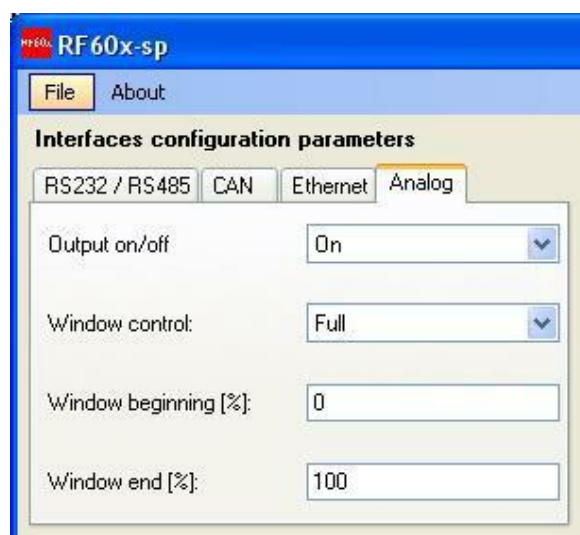 RF60x RF60x-sp
File About
Interfaces configuration parameters
RS232 / RS485 CAN Ethernet Analog
Output on/off On
Window control: Full
Window beginning [%]: 0
Window end [%]: 100